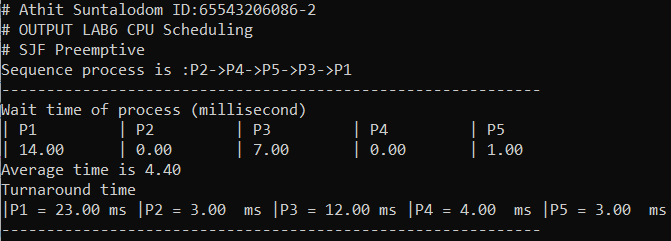 # Athit Suntalodom ID:65543206086-2
# OUTPUT LAB6 CPU Scheduling
# SJF Preemptive
Sequence process is :P2->P4->P5->P3->P1
------------------------------------------------------------
Wait time of process (millisecond)
| P1 | P2 | P3 | P4 | P5
| 14.00 | 0.00 | 7.00 | 0.00 | 1.00
Average time is 4.40
Turnaround time
|P1 = 23.00 ms |P2 = 3.00  ms |P3 = 12.00 ms |P4 = 4.00  ms |P5 = 3.00  ms
------------------------------------------------------------